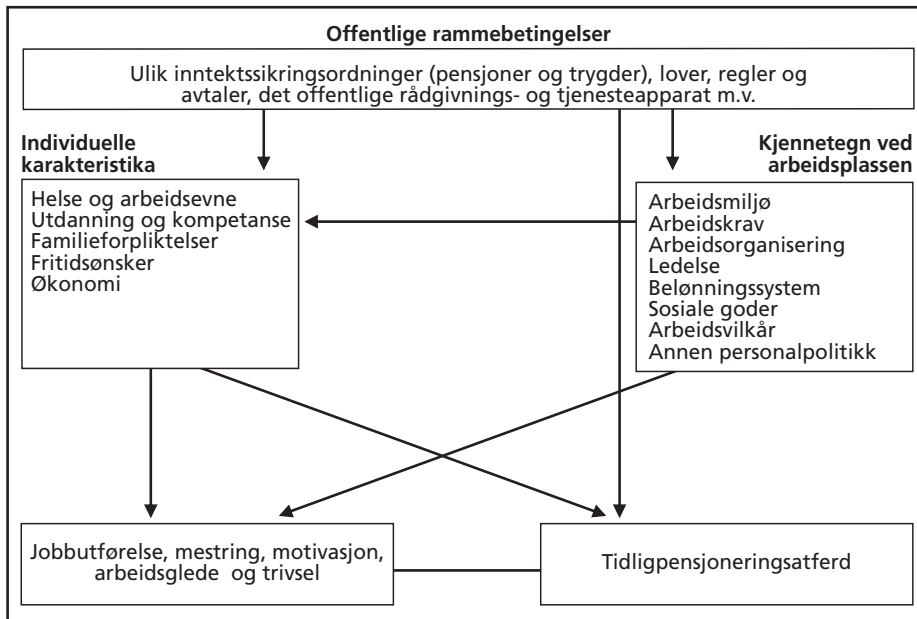 Offentlige rammebetingelser
Ulik inntektssikringsordninger (pensjoner og trygder), lover, regler og
avtaler, det offentlige rådgivnings- og tjenesteapparat m.v.
Individuelle
karakteristika
Helse og arbeidsevne
Utdanning og kompetanse
Familieforpliktelser
Fritidsønsker
Økonomi
Kjennetegn ved
arbeidsplassen
Arbeidsmiljø
Arbeidskrav
Arbeidsorganisering
Ledelse
Belønningssystem
Sosiale goder
Arbeidsvilkår
Annen personalpolitikk
Jobbutførelse, mestring, motivasjon,
arbeidsglede og trivsel
Tidligpensjoneringsatferd